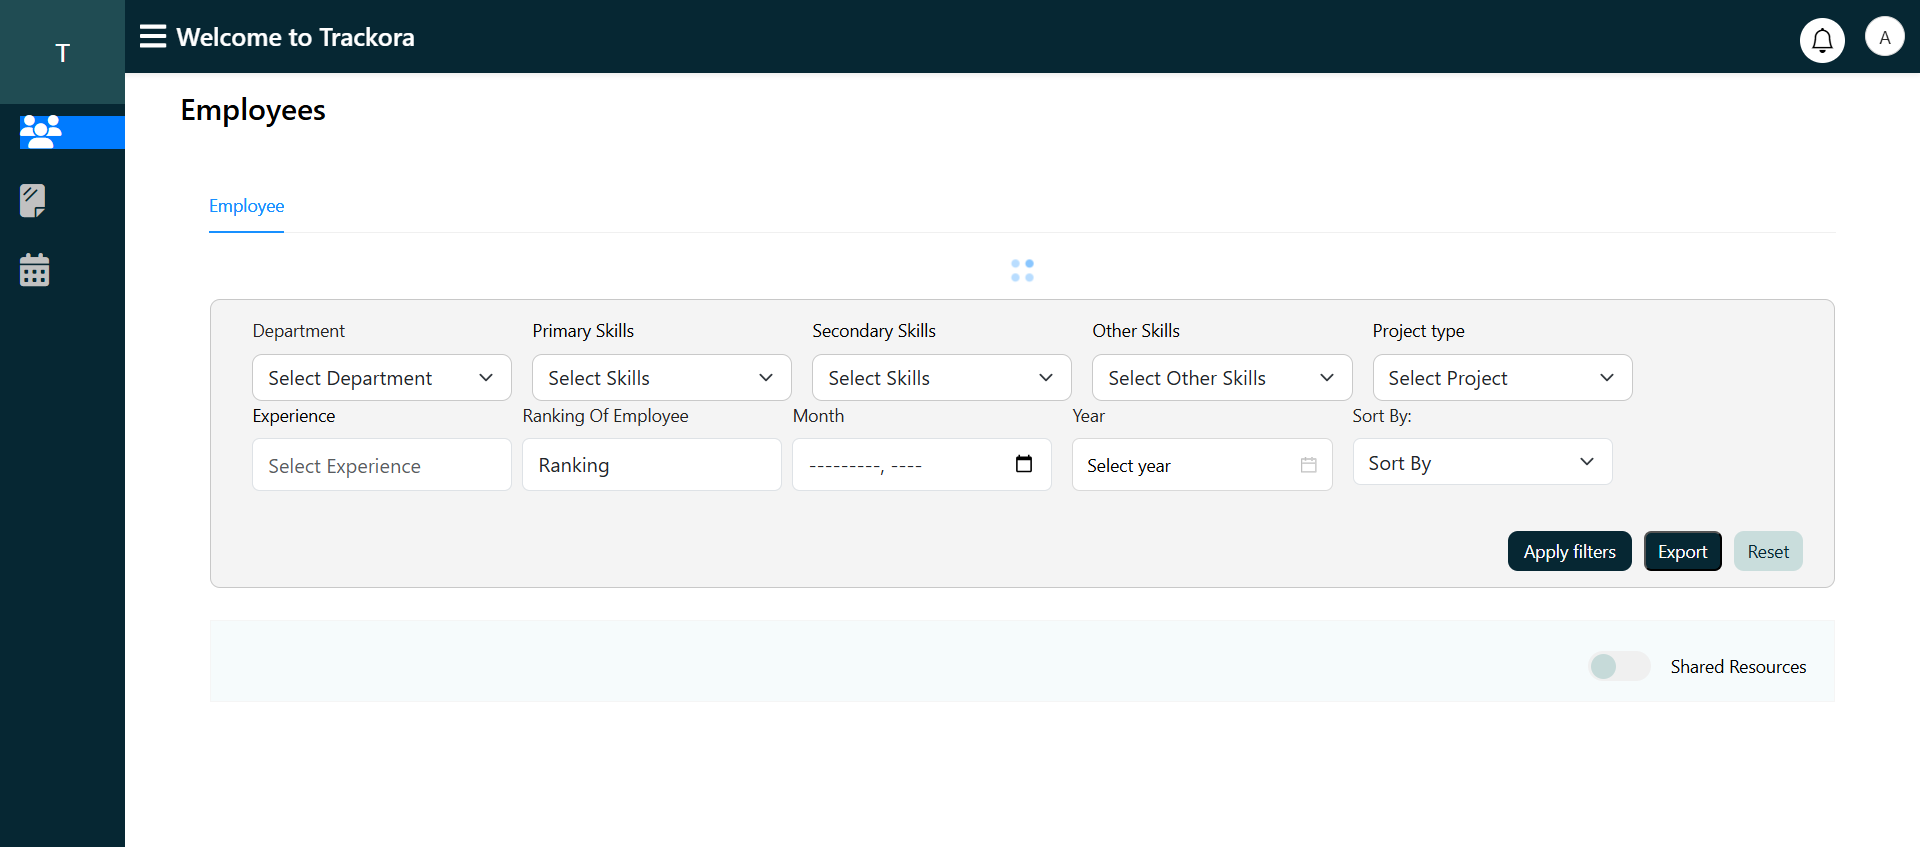 T
Welcome to Trackora
A
Employees
Employee
Department Primary Skills Secondary Skills Other Skills Project type
Select Department Select Skills Select Skills Select Other Skills Select Project
Experience Ranking Of Employee Month Year Sort By:
Select Experience Ranking ---------, ---- Select year Sort By
Apply filters Export Reset
Shared Resources